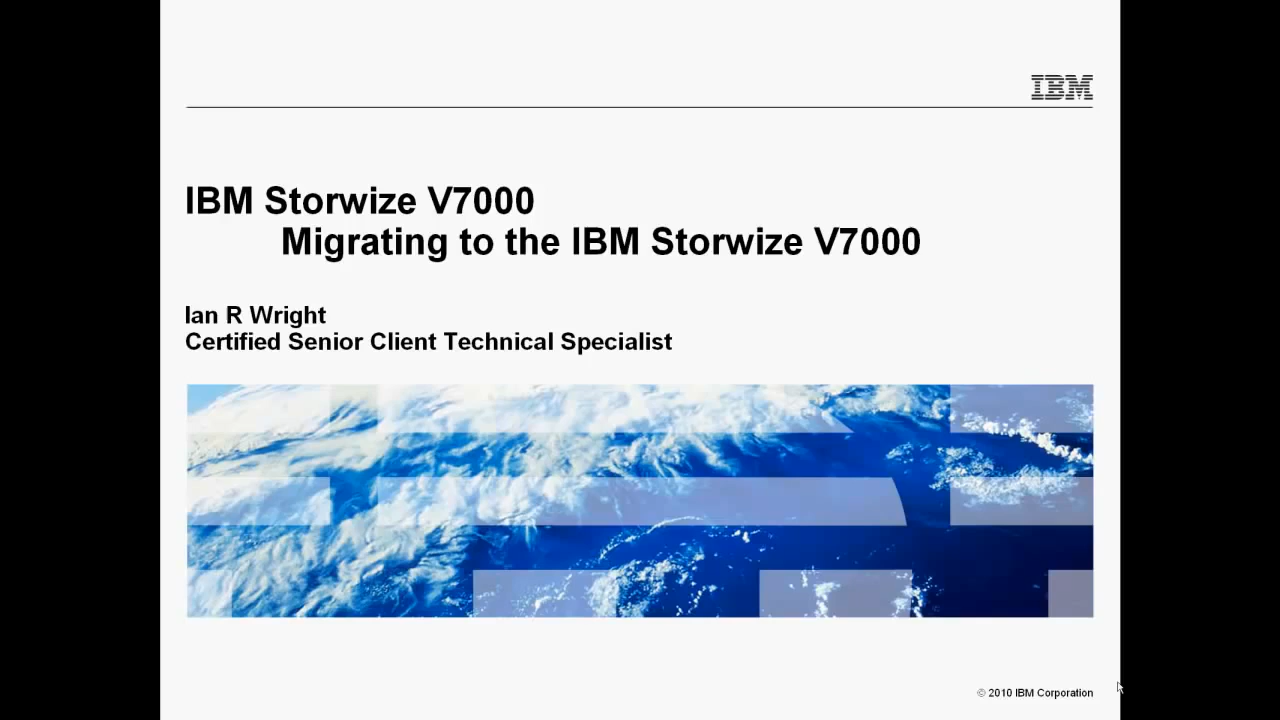 IBM
IBM Storwize V7000
Migrating to the IBM Storwize V7000
Ian R Wright
Certified Senior Client Technical Specialist
© 2010 IBM Corporation